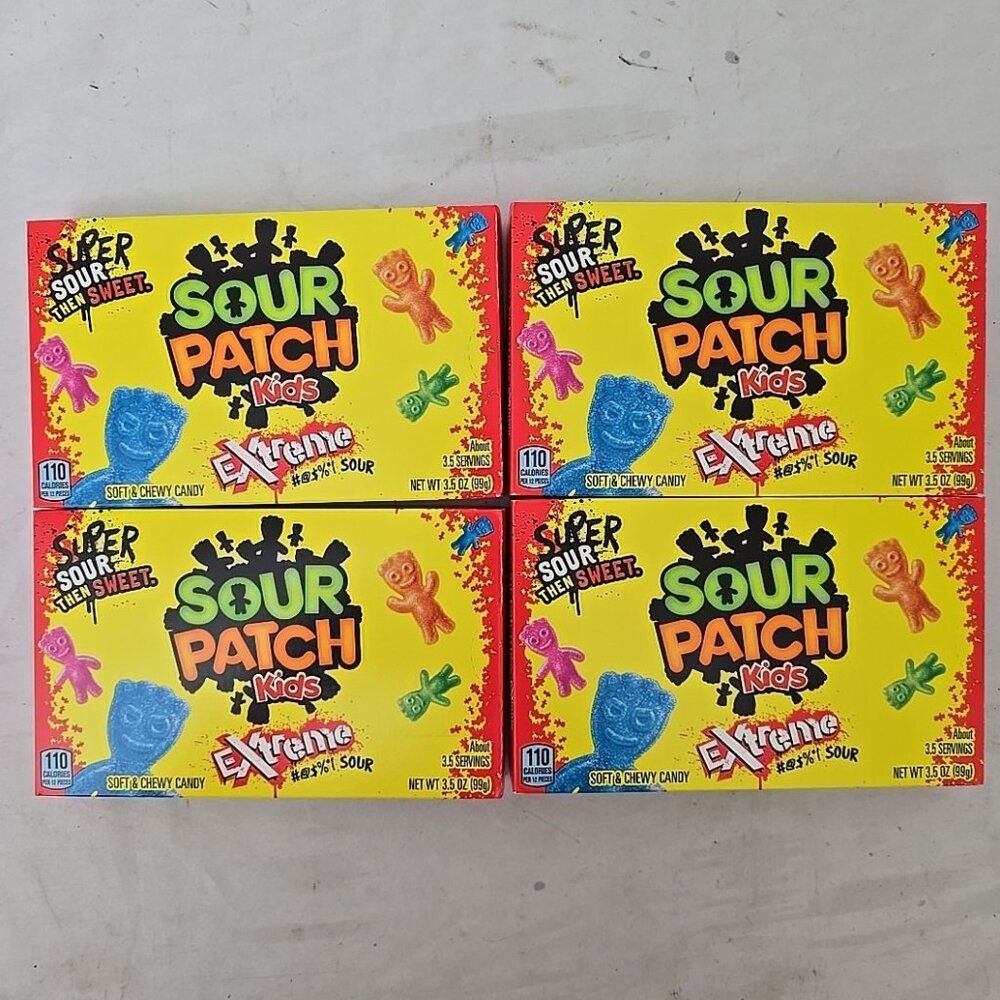 SUPER
SOUR
THEN SWEET.
SOUR
PATCH
Kids
EXtreme
#@$%*! SOUR
110
CALORIES
PER 12 PIECES
SOFT & CHEWY CANDY
About
3.5 SERVINGS
NET WT 3.5 OZ (99g)
SUPER
SOUR
THEN SWEET.
SOUR
PATCH
Kids
EXtreme
#@$%*! SOUR
110
CALORIES
PER 12 PIECES
SOFT & CHEWY CANDY
About
3.5 SERVINGS
NET WT 3.5 OZ (99g)
SUPER
SOUR
THEN SWEET.
SOUR
PATCH
Kids
EXtreme
#@$%*! SOUR
110
CALORIES
PER 12 PIECES
SOFT & CHEWY CANDY
About
3.5 SERVINGS
NET WT 3.5 OZ (99g)
SUPER
SOUR
THEN SWEET.
SOUR
PATCH
Kids
EXtreme
#@$%*! SOUR
110
CALORIES
PER 12 PIECES
SOFT & CHEWY CANDY
About
3.5 SERVINGS
NET WT 3.5 OZ (99g)